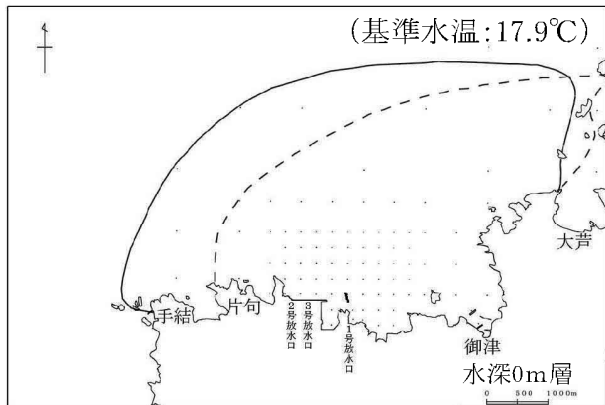 (基準水温:17.9℃)
大芦
手結
片句
2号放水口
3号放水口
1号放水口
御津
水深0m層
0 500 1000m